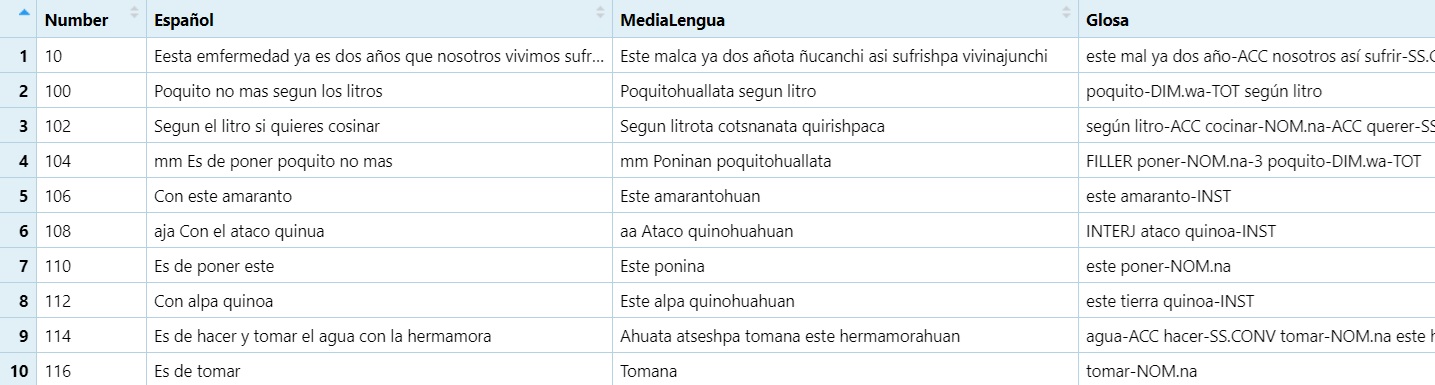 Number Español MediaLengua Glosa
1 10 Eesta emfermedad ya es dos años que nosotros vivimos sufr... Este malca ya dos añota ñucanchi asi sufrishpa vivinajunchi este mal ya dos año-ACC nosotros así sufrir-SS.C
2 100 Poquito no mas segun los litros Poquitohuallata segun litro poquito-DIM.wa-TOT según litro
3 102 Segun el litro si quieres cosinar Segun litrota cotsnanata quirishpaca según litro-ACC cocinar-NOM.na-ACC querer-SS
4 104 mm Es de poner poquito no mas mm Poninan poquitohuallata FILLER poner-NOM.na-3 poquito-DIM.wa-TOT
5 106 Con este amaranto Este amarantohuan este amaranto-INST
6 108 aja Con el ataco quinua aa Ataco quinohuahuan INTERJ ataco quinoa-INST
7 110 Es de poner este Este ponina este poner-NOM.na
8 112 Con alpa quinoa Este alpa quinohuahuan este tierra quinoa-INST
9 114 Es de hacer y tomar el agua con la hermamora Ahuata atseshpa tomana este hermamorahuan agua-ACC hacer-SS.CONV tomar-NOM.na este h
10 116 Es de tomar Tomana tomar-NOM.na